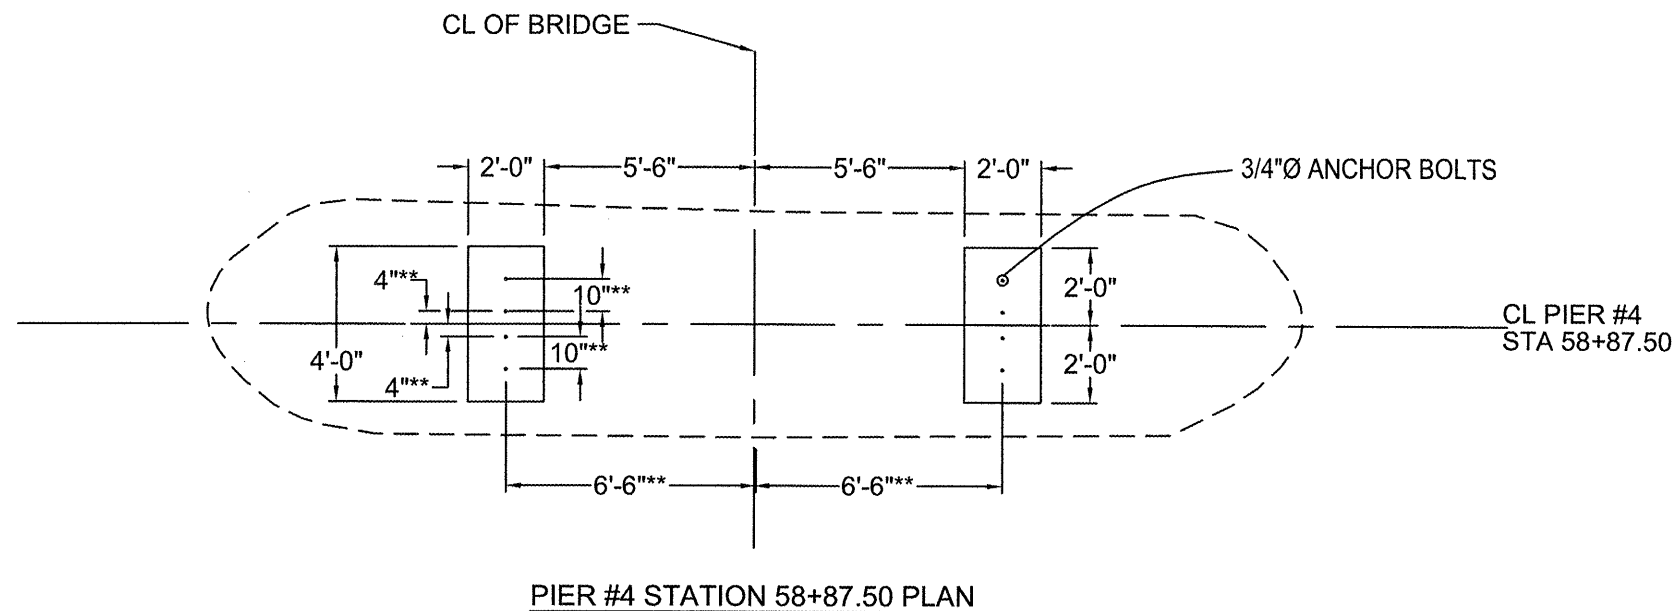 CL OF BRIDGE
2'-0" 5'-6" 5'-6" 2'-0"
3/4"Ø ANCHOR BOLTS
4"**
10"**
2'-0"
CL PIER #4
STA 58+87.50
4'-0"
10"**
2'-0"
4"**
6'-6"** 6'-6"**
PIER #4 STATION 58+87.50 PLAN